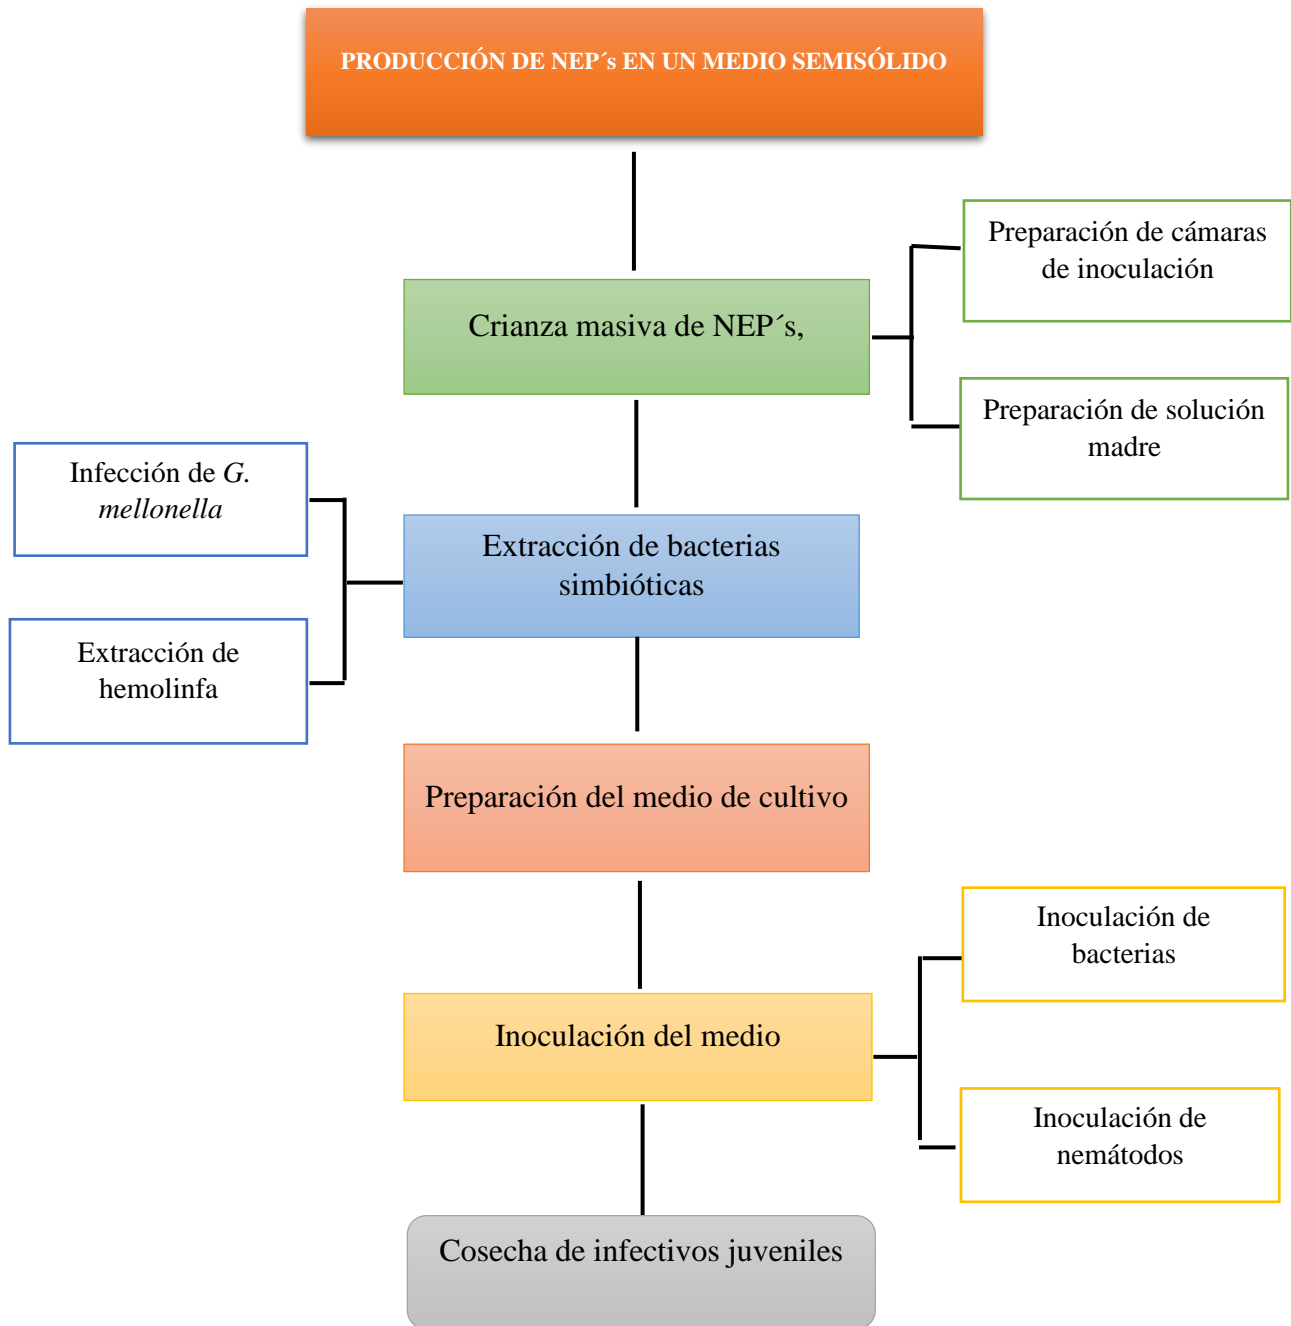 PRODUCCIÓN DE NEP´s EN UN MEDIO SEMISÓLIDO
Crianza masiva de NEP´s,
Preparación de cámaras
de inoculación
Preparación de solución
madre
Extracción de bacterias
simbióticas
Infección de G.
mellonella
Extracción de
hemolinfa
Preparación del medio de cultivo
Inoculación del medio
Inoculación de
bacterias
Inoculación de
nemátodos
Cosecha de infectivos juveniles